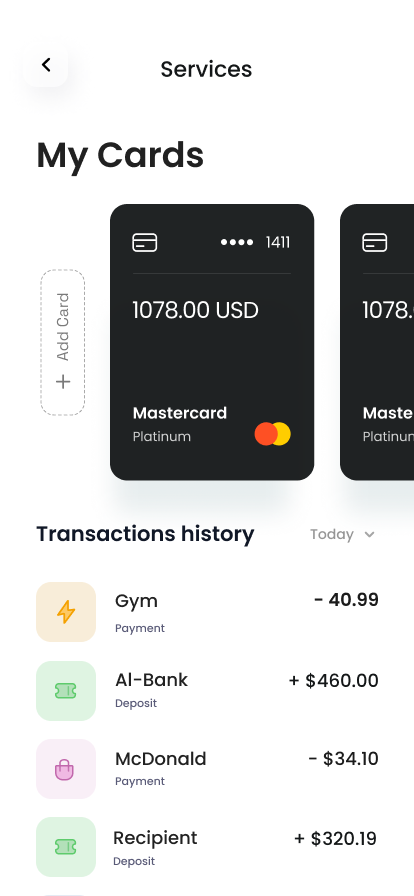 Services
My Cards
Add Card
•••• 1411
1078.00 USD
Mastercard
Platinum
1078.
Maste
Platinum
Transactions history
Today
Gym
- 40.99
Payment
Al-Bank
+ $460.00
Deposit
McDonald
- $34.10
Payment
Recipient
+ $320.19
Deposit